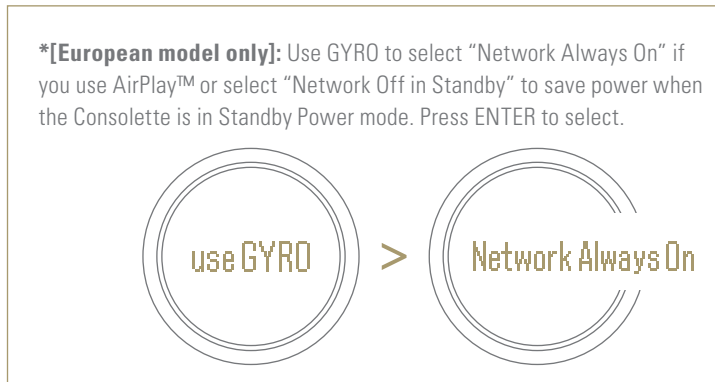 *[European model only]: Use GYRO to select “Network Always On” if
you use AirPlay™ or select “Network Off in Standby” to save power when
the Consolette is in Standby Power mode. Press ENTER to select.
use GYRO > Network Always On